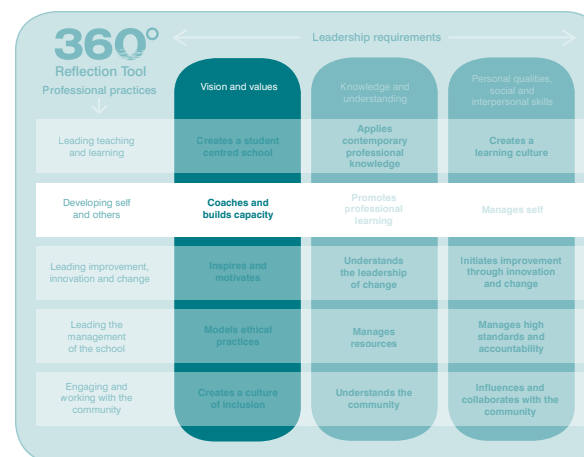 360°
Reflection Tool
Professional practices
Leadership requirements
Vision and values
Knowledge and
understanding
Personal qualities,
social and
interpersonal skills
Leading teaching
and learning
Creates a student
centred school
Applies
contemporary
professional
knowledge
Creates a
learning culture
Developing self
and others
Coaches and
builds capacity
Promotes
professional
learning
Manages self
Leading improvement,
innovation and change
Inspires and
motivates
Understands
the leadership
of change
Initiates improvement
through innovation
and change
Leading the
management
of the school
Models ethical
practices
Manages
resources
Manages high
standards and
accountability
Engaging and
working with the
community
Creates a culture
of inclusion
Understands the
community
Influences and
collaborates with the
community